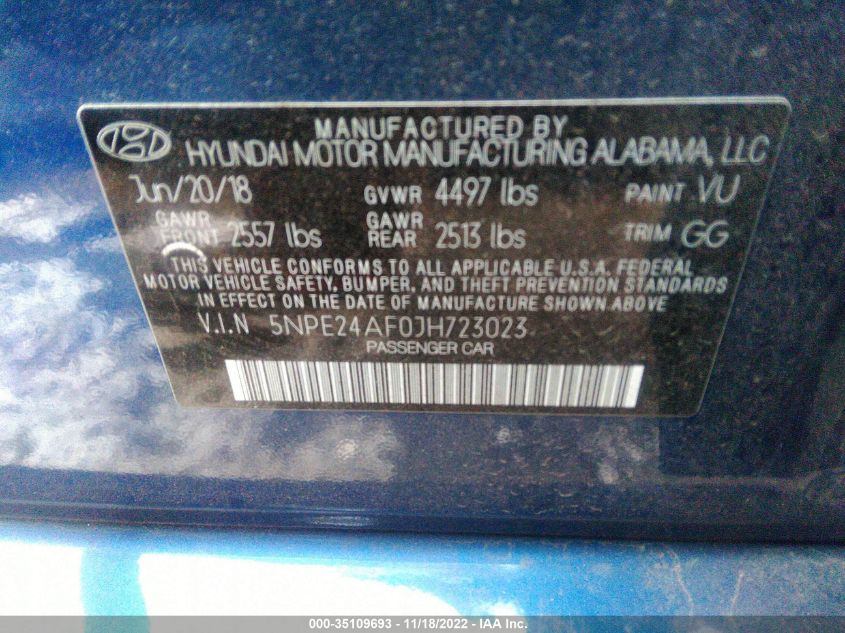 MANUFACTURED BY
HYUNDAI MOTOR MANUFACTURING ALABAMA, LLC
Jun/20/18 GVWR 4497 lbs PAINT VU
GAWR FRONT 2557 lbs GAWR REAR 2513 lbs TRIM GG
THIS VEHICLE CONFORMS TO ALL APPLICABLE U.S.A. FEDERAL
MOTOR VEHICLE SAFETY, BUMPER, AND THEFT PREVENTION STANDARDS
IN EFFECT ON THE DATE OF MANUFACTURE SHOWN ABOVE
V.I.N 5NPE24AF0JH723023
PASSENGER CAR
000-35109693 - 11/18/2022 - IAA Inc.